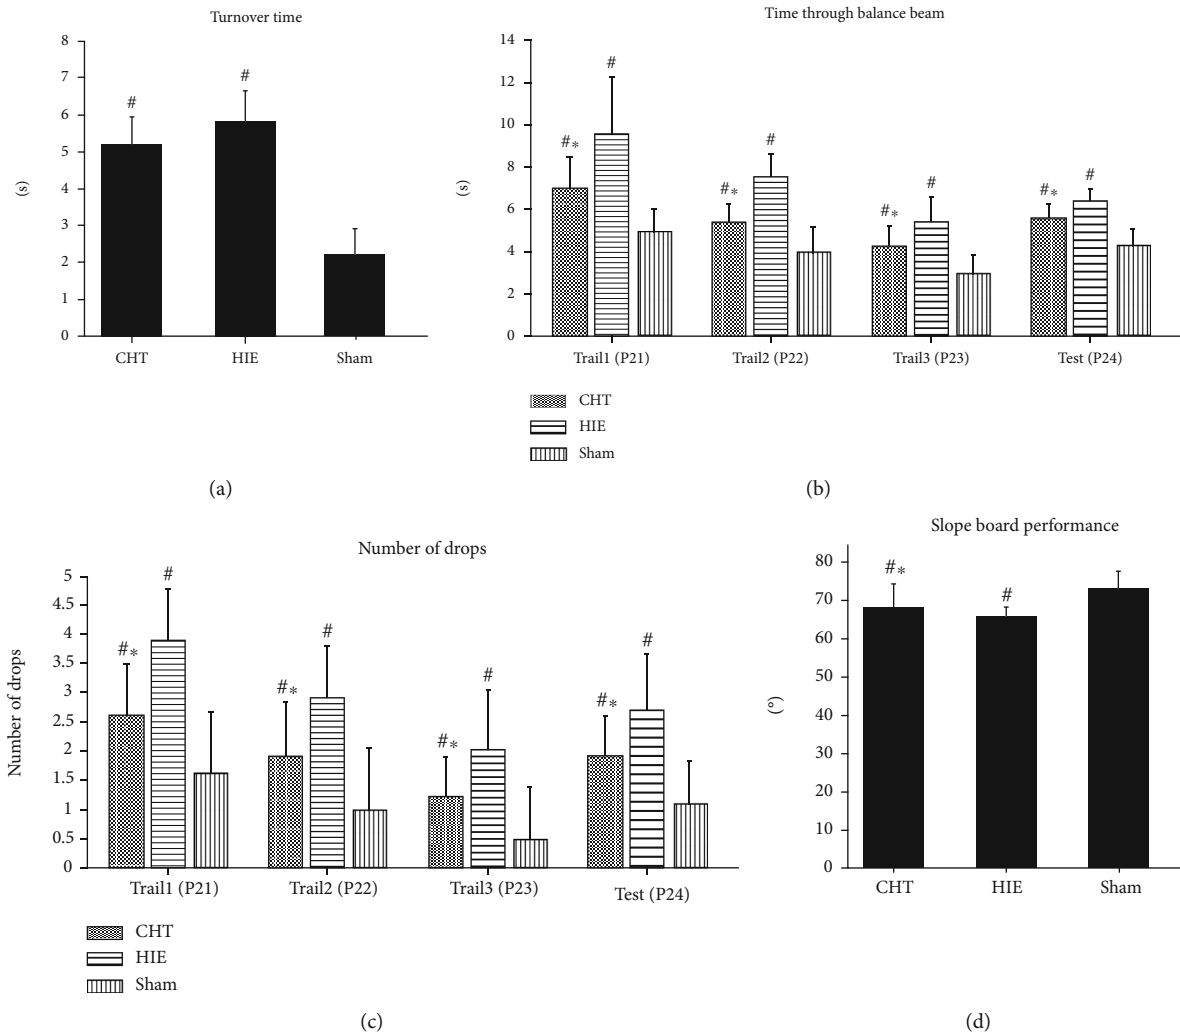 Turnover time
8
7
6
5
4
3
2
1
0
(s)
#
#
CHT
HIE
Sham
(a)
Time through balance beam
14
12
10
8
6
4
2
0
(s)
#*
#
#*
#
#*
#
#*
#
Trail1 (P21)
Trail2 (P22)
Trail3 (P23)
Test (P24)
CHT
HIE
Sham
(b)
Number of drops
5
4.5
4
3.5
3
2.5
2
1.5
1
0.5
0
Number of drops
#*
#
#*
#
#*
#
#*
#
Trail1 (P21)
Trail2 (P22)
Trail3 (P23)
Test (P24)
CHT
HIE
Sham
(c)
Slope board performance
80
70
60
50
40
30
20
10
0
(°)
#*
#
CHT
HIE
Sham
(d)